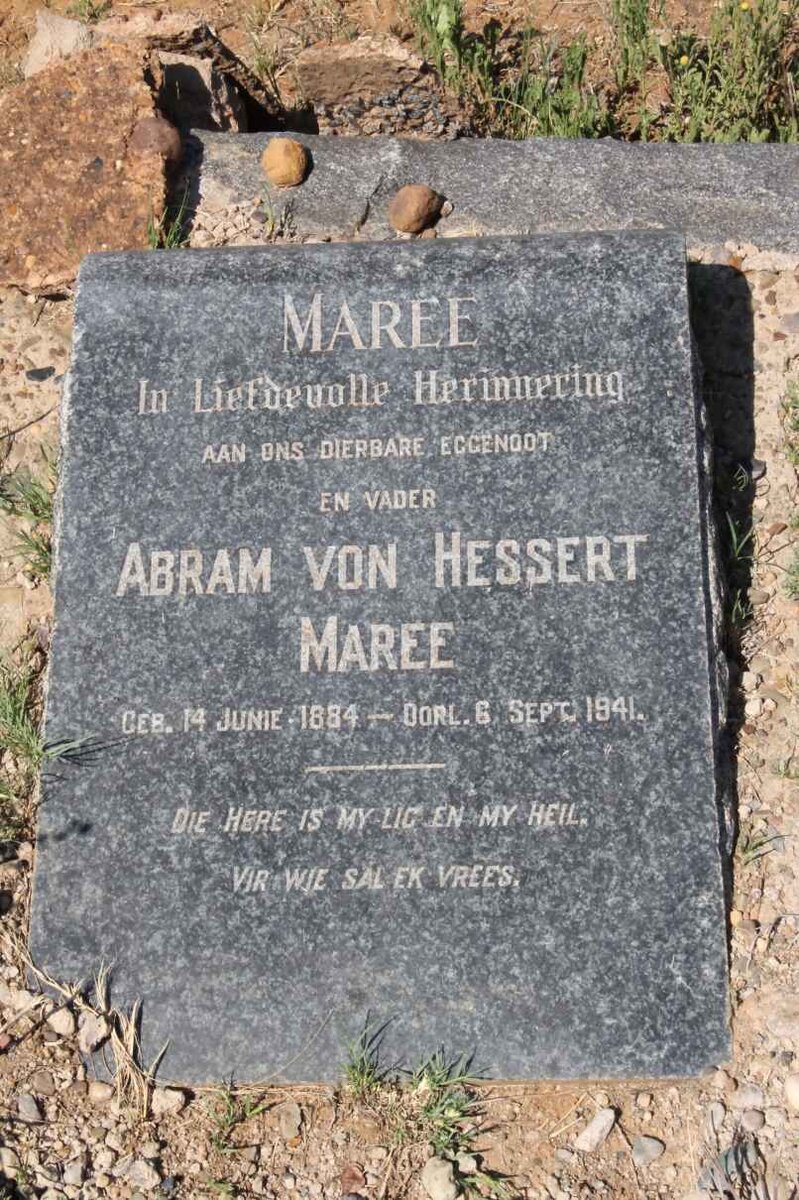 MAREE
In Liefdevolle Herinnering
AAN ONS DIERBARE EGGENOOT
EN VADER
ABRAM VON HESSERT
MAREE
GEB. 14 JUNIE 1884 — OORL. 6 SEPT. 1941.
DIE HERE IS MY LIG EN MY HEIL.
VIR WIE SAL EK VREES.